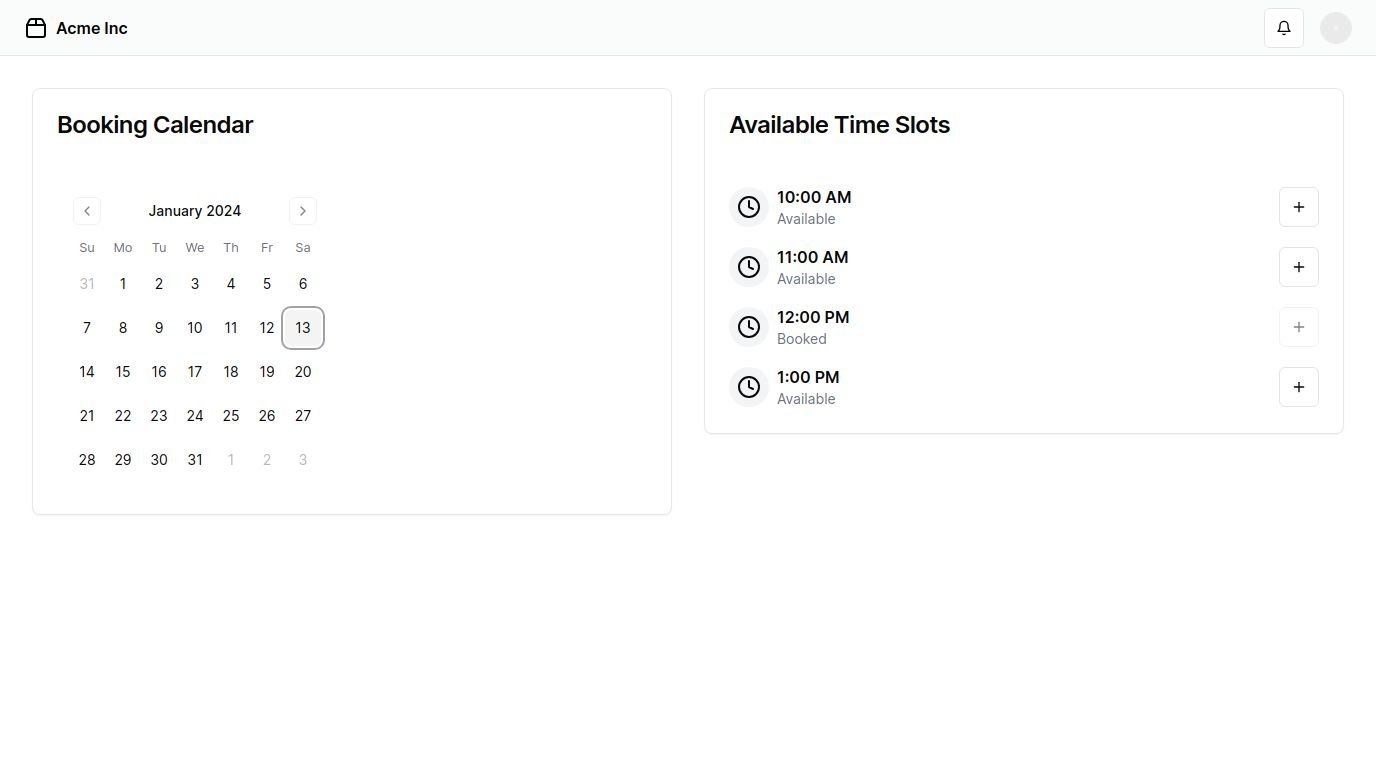 Acme Inc
Booking Calendar
January 2024
Su Mo Tu We Th Fr Sa
31 1 2 3 4 5 6
7 8 9 10 11 12 13
14 15 16 17 18 19 20
21 22 23 24 25 26 27
28 29 30 31 1 2 3
Available Time Slots
10:00 AM
Available
11:00 AM
Available
12:00 PM
Booked
1:00 PM
Available